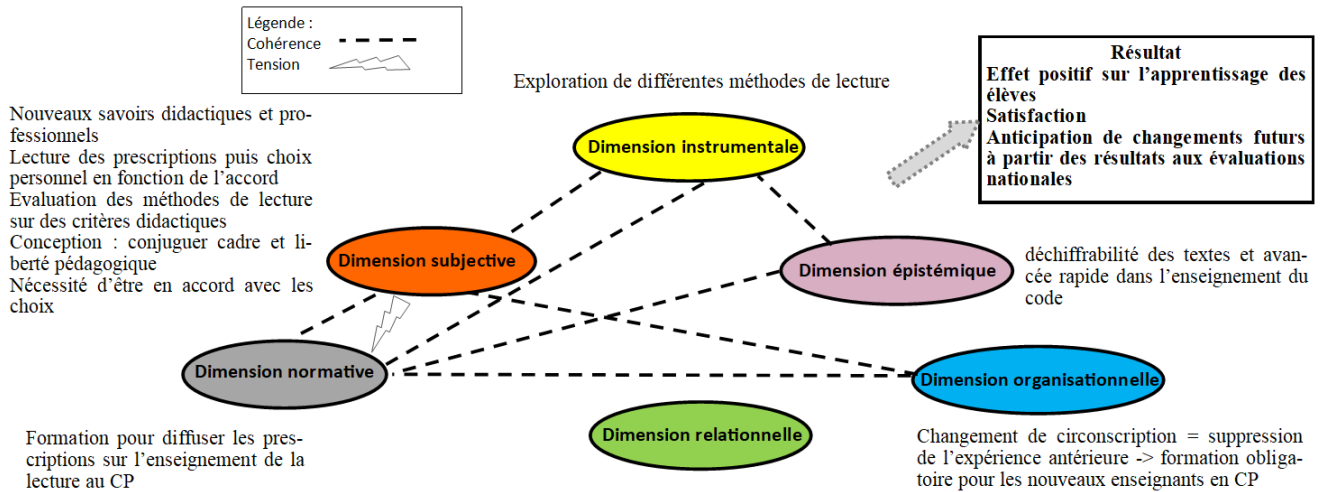 Légende :
Cohérence
Tension
Exploration de différentes méthodes de lecture
Résultat
Effet positif sur l’apprentissage des
élèves
Satisfaction
Anticipation de changements futurs
à partir des résultats aux évaluations
nationales
Nouveaux savoirs didactiques et pro-
fessionnels
Lecture des prescriptions puis choix
personnel en fonction de l’accord
Evaluation des méthodes de lecture
sur des critères didactiques
Conception : conjuguer cadre et li-
berté pédagogique
Nécessité d’être en accord avec les
choix
Dimension instrumentale
Dimension subjective
Dimension épistémique
déchiffrabilité des textes et avan-
cée rapide dans l’enseignement du
code
Dimension normative
Dimension organisationnelle
Dimension relationnelle
Formation pour diffuser les pres-
criptions sur l’enseignement de la
lecture au CP
Changement de circonscription = suppression
de l’expérience antérieure -> formation obliga-
toire pour les nouveaux enseignants en CP